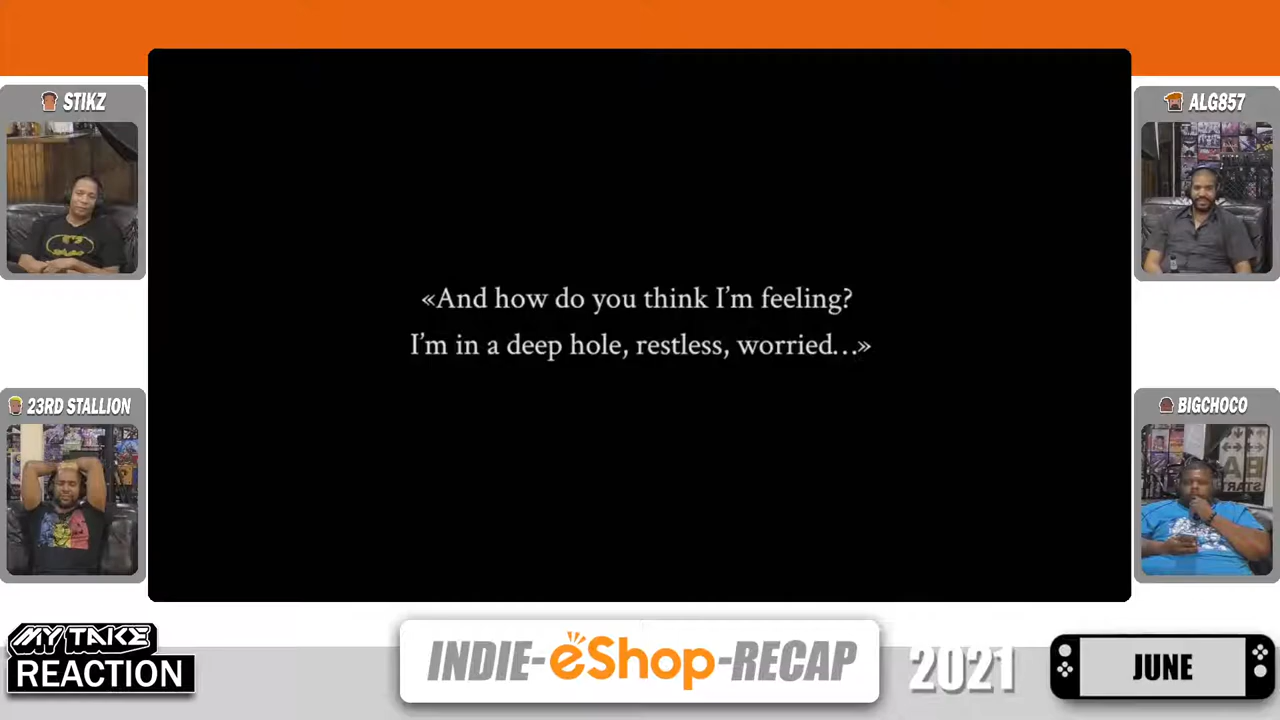 STIKZ
ALG857
«And how do you think I’m feeling?
I’m in a deep hole, restless, worried…»
23RD STALLION
BIGCHOCO
MY TAKE
REACTION
INDIE-eShop-RECAP
2021
JUNE